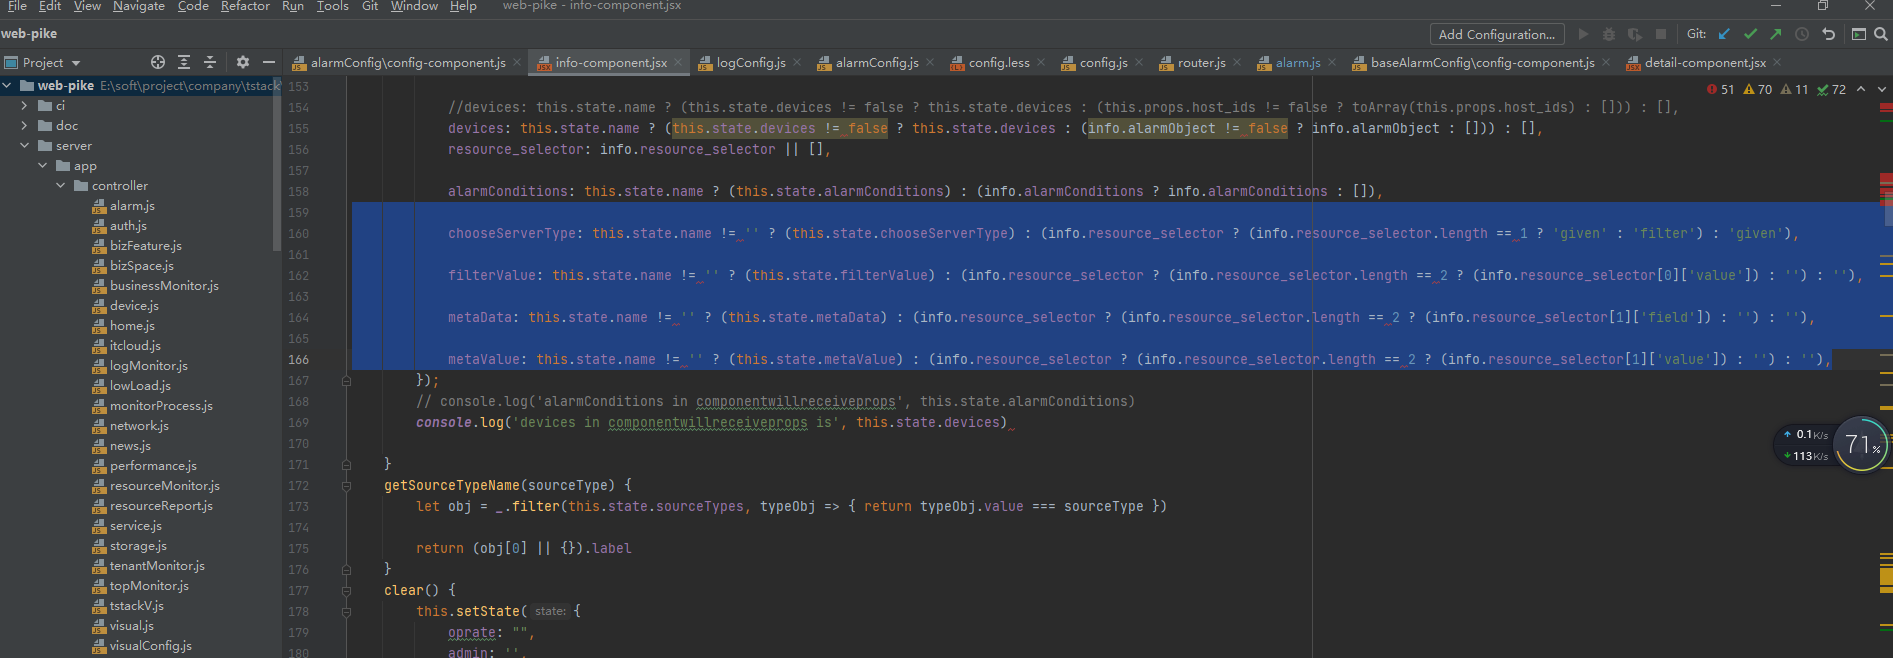 File Edit View Navigate Code Refactor Run Tools Git Window Help web-pike - info-component.jsx
web-pike Add Configuration... Git:
Project alarmConfig\config-component.js info-component.jsx logConfig.js alarmConfig.js config.less config.js router.js alarm.js baseAlarmConfig\config-component.js detail-component.jsx
web-pike E:\soft\project\company\tstack\
ci
doc
server
app
controller
alarm.js
auth.js
bizFeature.js
bizSpace.js
businessMonitor.js
device.js
home.js
itcloud.js
logMonitor.js
lowLoad.js
monitorProcess.js
network.js
news.js
performance.js
resourceMonitor.js
resourceReport.js
service.js
storage.js
tenantMonitor.js
topMonitor.js
tstackV.js
visual.js
visualConfig.js
51 70 11 72
153
154 //devices: this.state.name ? (this.state.devices != false ? this.state.devices : (this.props.host_ids != false ? toArray(this.props.host_ids) : [])) : [],
155 devices: this.state.name ? (this.state.devices != false ? this.state.devices : (info.alarmObject != false ? info.alarmObject : [])) : [],
156 resource_selector: info.resource_selector || [],
157
158 alarmConditions: this.state.name ? (this.state.alarmConditions) : (info.alarmConditions ? info.alarmConditions : []),
159
160 chooseServerType: this.state.name != '' ? (this.state.chooseServerType) : (info.resource_selector ? (info.resource_selector.length == 1 ? 'given' : 'filter') : 'given'),
161
162 filterValue: this.state.name != '' ? (this.state.filterValue) : (info.resource_selector ? (info.resource_selector.length == 2 ? (info.resource_selector[0]['value']) : '') : ''),
163
164 metaData: this.state.name != '' ? (this.state.metaData) : (info.resource_selector ? (info.resource_selector.length == 2 ? (info.resource_selector[1]['field']) : '') : ''),
165
166 metaValue: this.state.name != '' ? (this.state.metaValue) : (info.resource_selector ? (info.resource_selector.length == 2 ? (info.resource_selector[1]['value']) : '') : ''),
167 });
168 // console.log('alarmConditions in componentwillreceiveprops', this.state.alarmConditions)
169 console.log('devices in componentwillreceiveprops is', this.state.devices)
170
171 }
172 getSourceTypeName(sourceType) {
173 let obj = _.filter(this.state.sourceTypes, typeObj => { return typeObj.value === sourceType })
174
175 return (obj[0] || {}).label
176 }
177 clear() {
178 this.setState( state: {
179 oprate: "",
180 admin: '',
0.1K/s
113K/s
71%